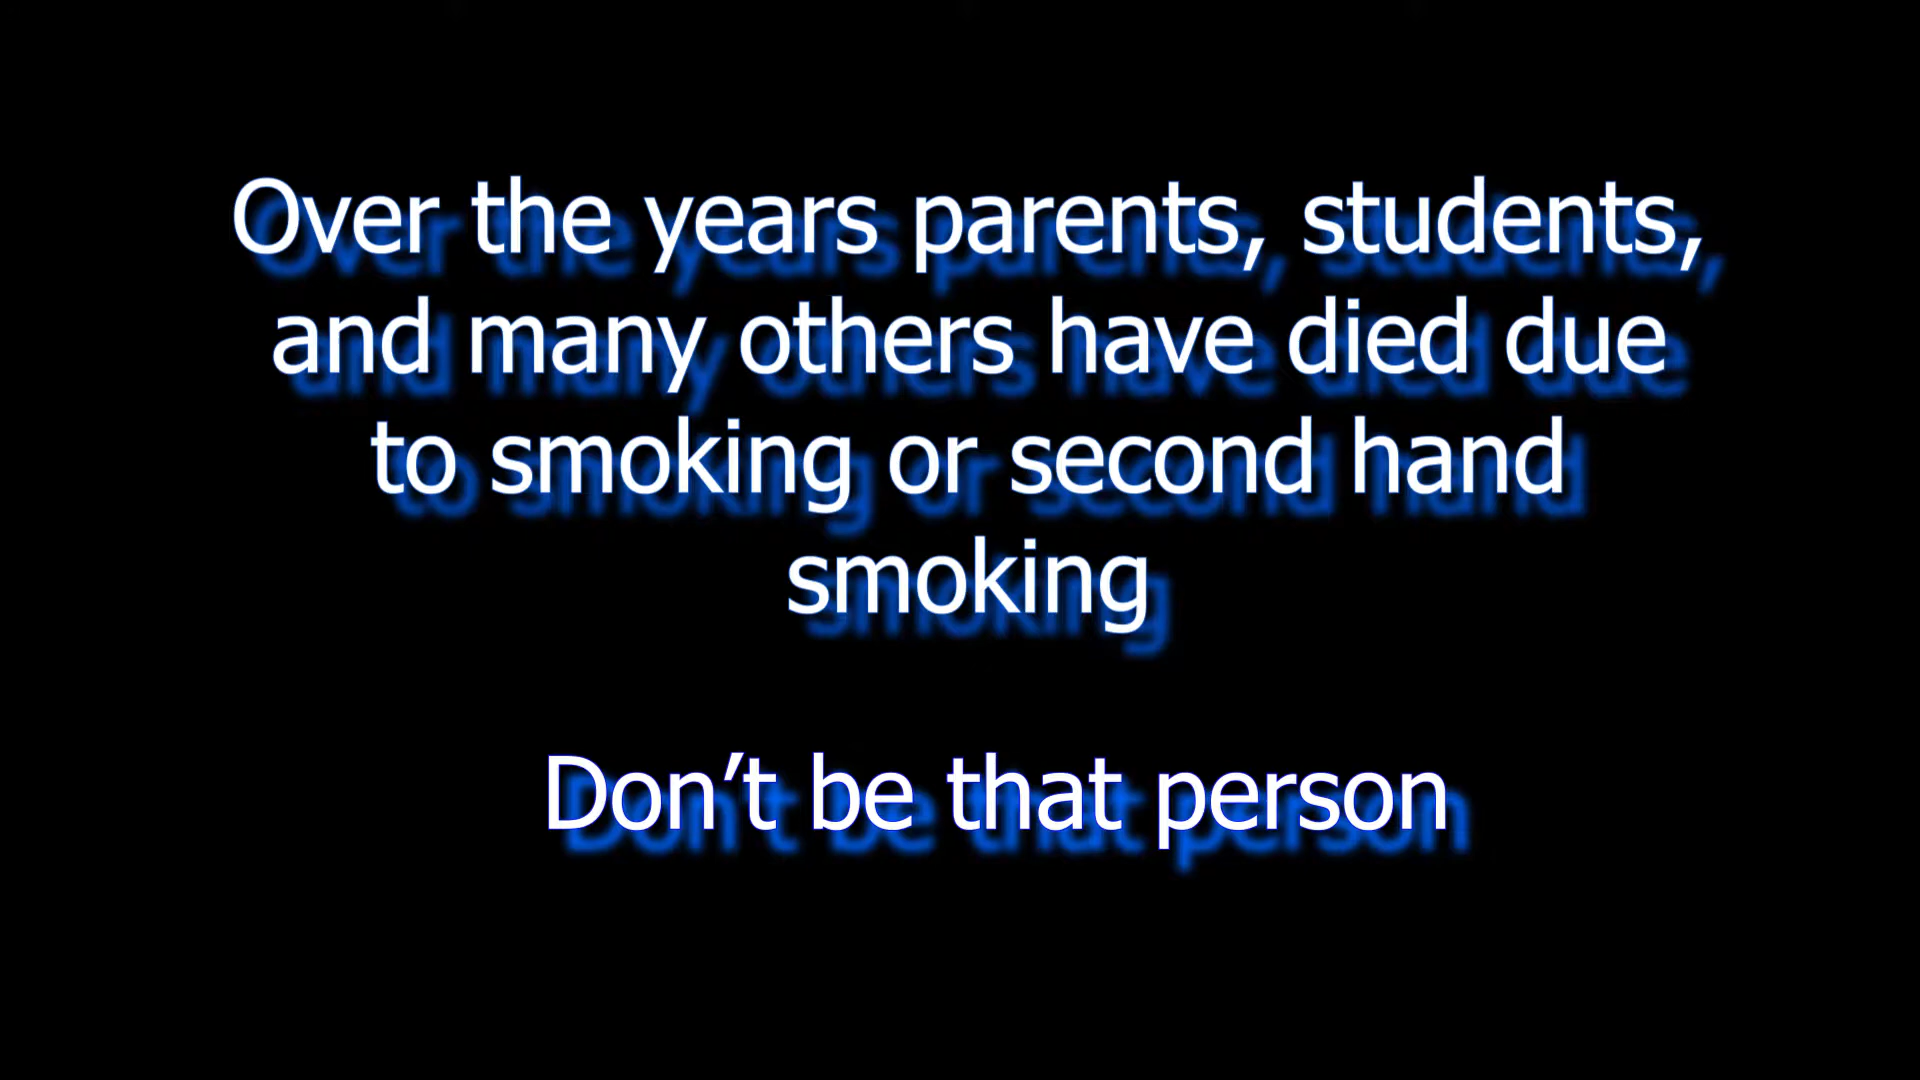 Over the years parents, students,
and many others have died due
to smoking or second hand
smoking
Don’t be that person